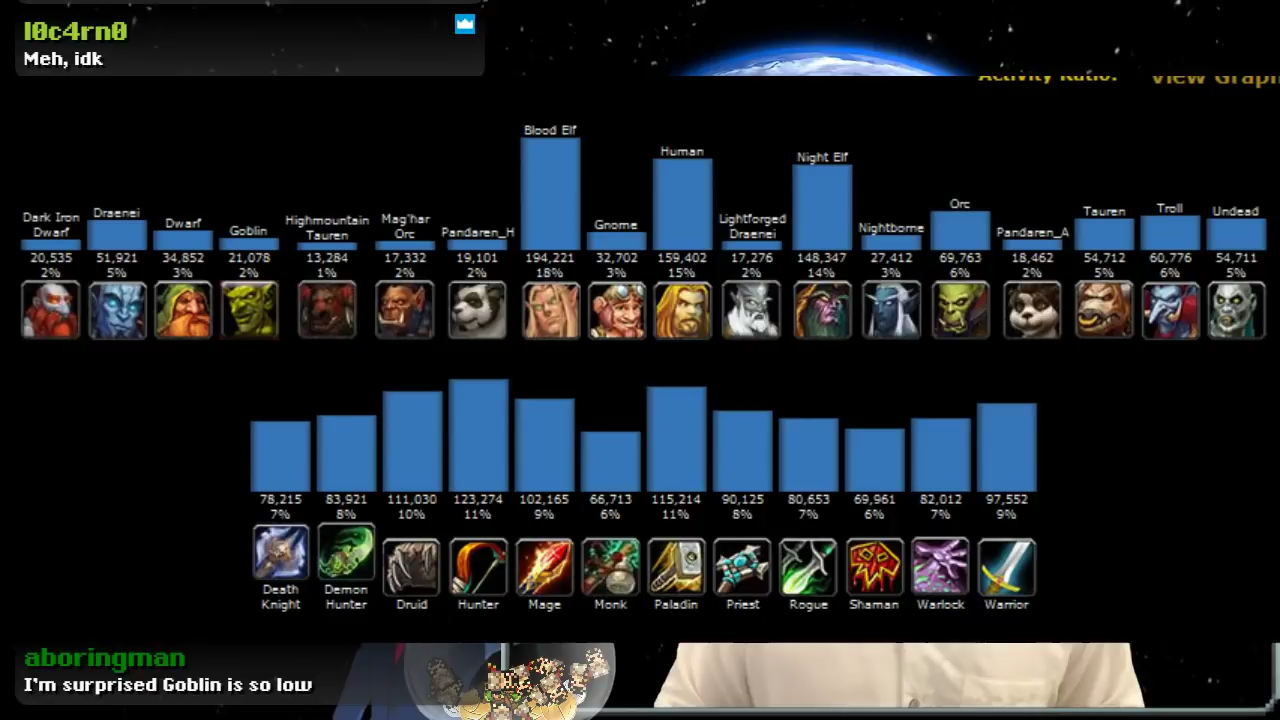 l0c4rn0
Meh, idk
Activity Ratio: View Graph
Blood Elf
Human
Night Elf
Dark Iron Dwarf
Draenei
Dwarf
Goblin
Highmountain Tauren
Mag'har Orc
Pandaren_H
Gnome
Lightforged Draenei
Nightborne
Orc
Pandaren_A
Tauren
Troll
Undead
20,535 51,921 34,852 21,078 13,284 17,332 19,101 194,221 32,702 159,402 17,276 148,347 27,412 69,763 18,462 54,712 60,776 54,711
2% 5% 3% 2% 1% 2% 2% 18% 3% 15% 2% 14% 3% 6% 2% 5% 6% 5%
78,215 83,921 111,030 123,274 102,165 66,713 115,214 90,125 80,653 69,961 82,012 97,552
7% 8% 10% 11% 9% 6% 11% 8% 7% 6% 7% 9%
Death Knight
Demon Hunter
Druid
Hunter
Mage
Monk
Paladin
Priest
Rogue
Shaman
Warlock
Warrior
aboringman
I'm surprised Goblin is so low